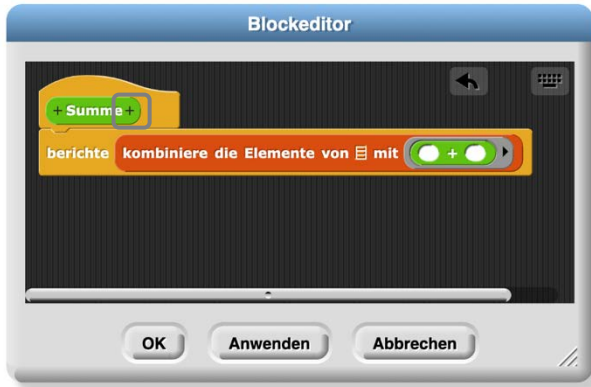 Blockeditor
+ Summe +
berichte kombiniere die Elemente von mit + 
OK Anwenden Abbrechen